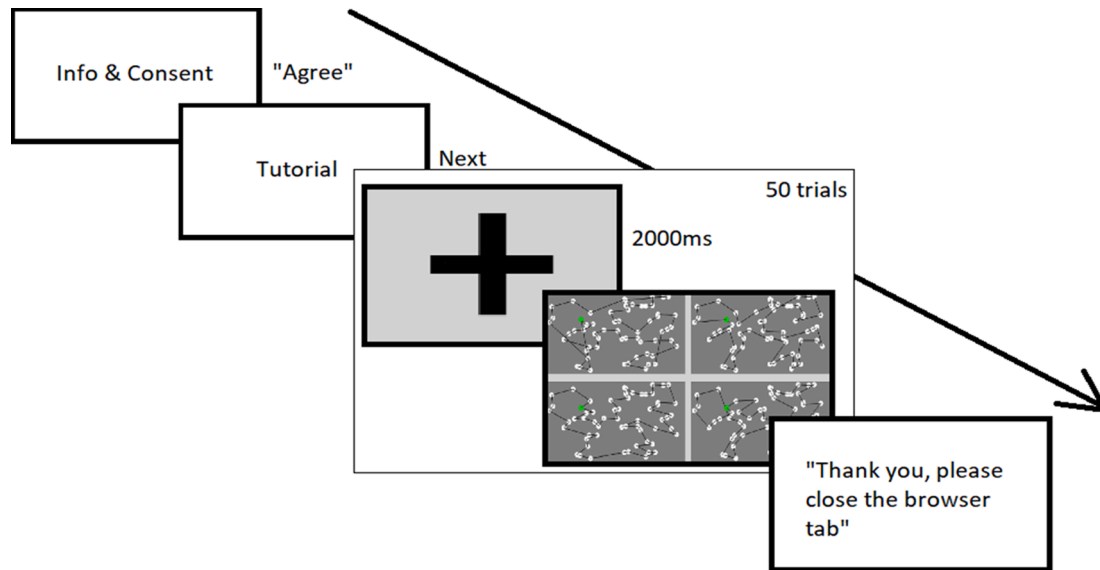 Info & Consent
"Agree"
Tutorial
Next
50 trials
2000ms
"Thank you, please
close the browser
tab"